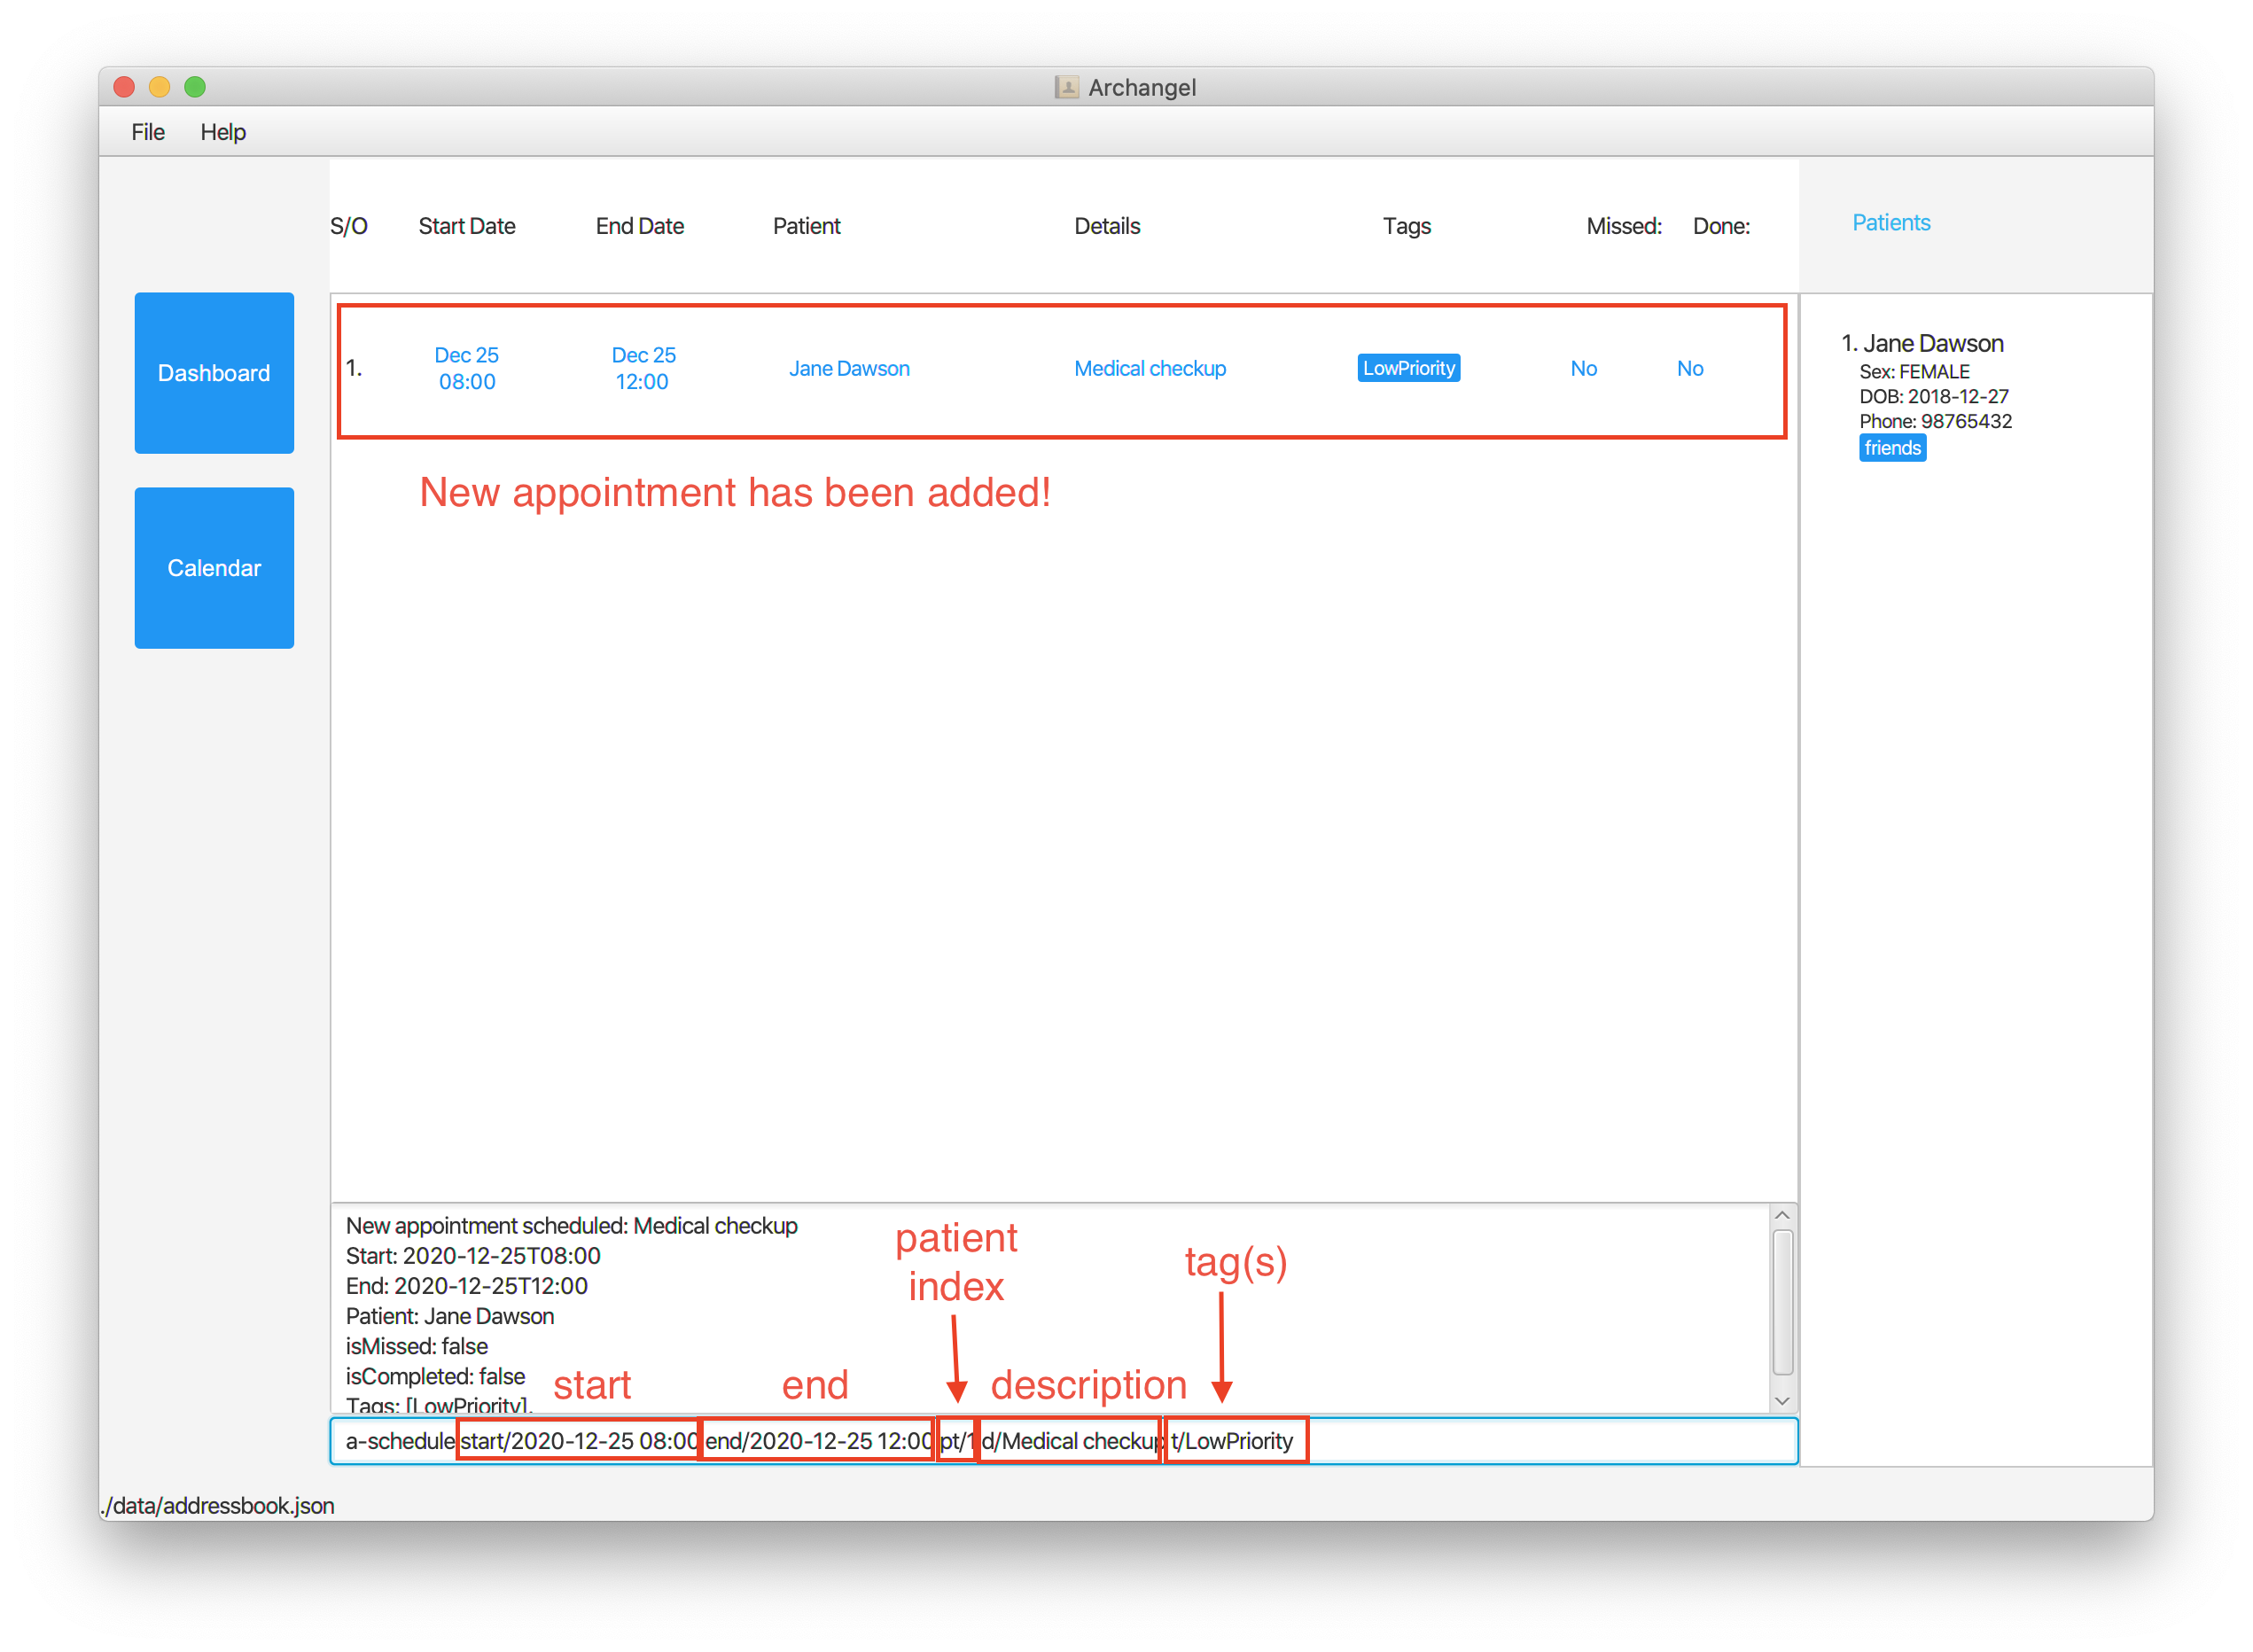 Archangel
File Help
S/O Start Date End Date Patient Details Tags Missed: Done:
Patients
Dashboard
Calendar
1. Dec 25 08:00 Dec 25 12:00 Jane Dawson Medical checkup LowPriority No No
New appointment has been added!
1. Jane Dawson
Sex: FEMALE
DOB: 2018-12-27
Phone: 98765432
friends
New appointment scheduled: Medical checkup
Start: 2020-12-25T08:00
End: 2020-12-25T12:00
Patient: Jane Dawson
isMissed: false
isCompleted: false
Tags: [LowPriority],
patient
index
tag(s)
start
end
description
a-schedule start/2020-12-25 08:00 end/2020-12-25 12:00 pt/1 d/Medical checkup t/LowPriority
./data/addressbook.json